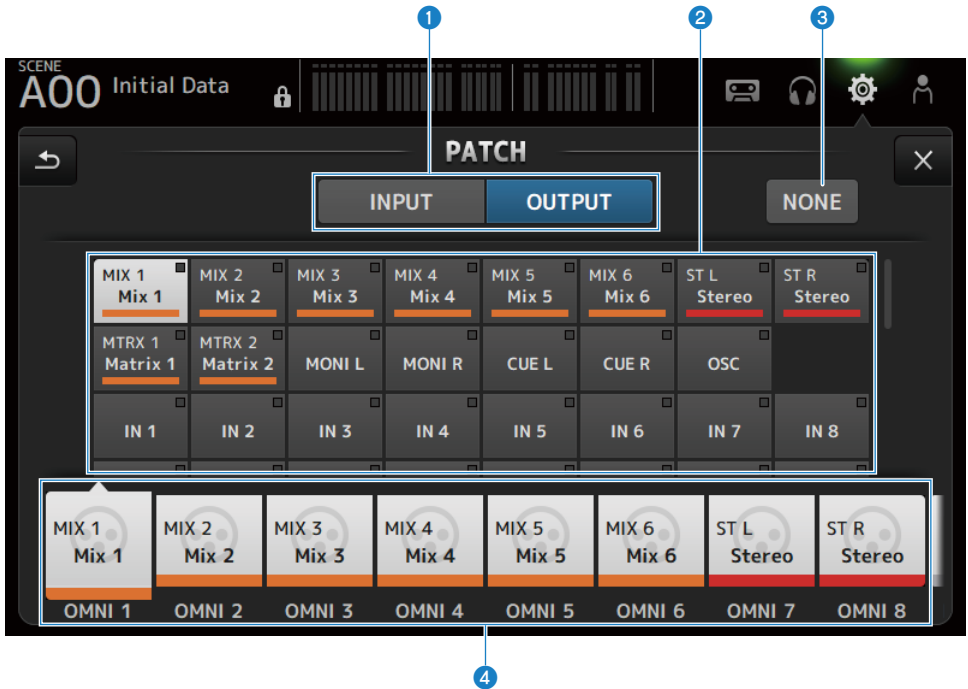 1 2 3
SCENE
A00 Initial Data
PATCH
INPUT OUTPUT NONE
MIX 1 MIX 2 MIX 3 MIX 4 MIX 5 MIX 6 ST L ST R
Mix 1 Mix 2 Mix 3 Mix 4 Mix 5 Mix 6 Stereo Stereo
MTRX 1 MTRX 2
Matrix 1 Matrix 2 MONI L MONI R CUE L CUE R OSC
IN 1 IN 2 IN 3 IN 4 IN 5 IN 6 IN 7 IN 8
MIX 1 MIX 2 MIX 3 MIX 4 MIX 5 MIX 6 ST L ST R
Mix 1 Mix 2 Mix 3 Mix 4 Mix 5 Mix 6 Stereo Stereo
OMNI 1 OMNI 2 OMNI 3 OMNI 4 OMNI 5 OMNI 6 OMNI 7 OMNI 8
4